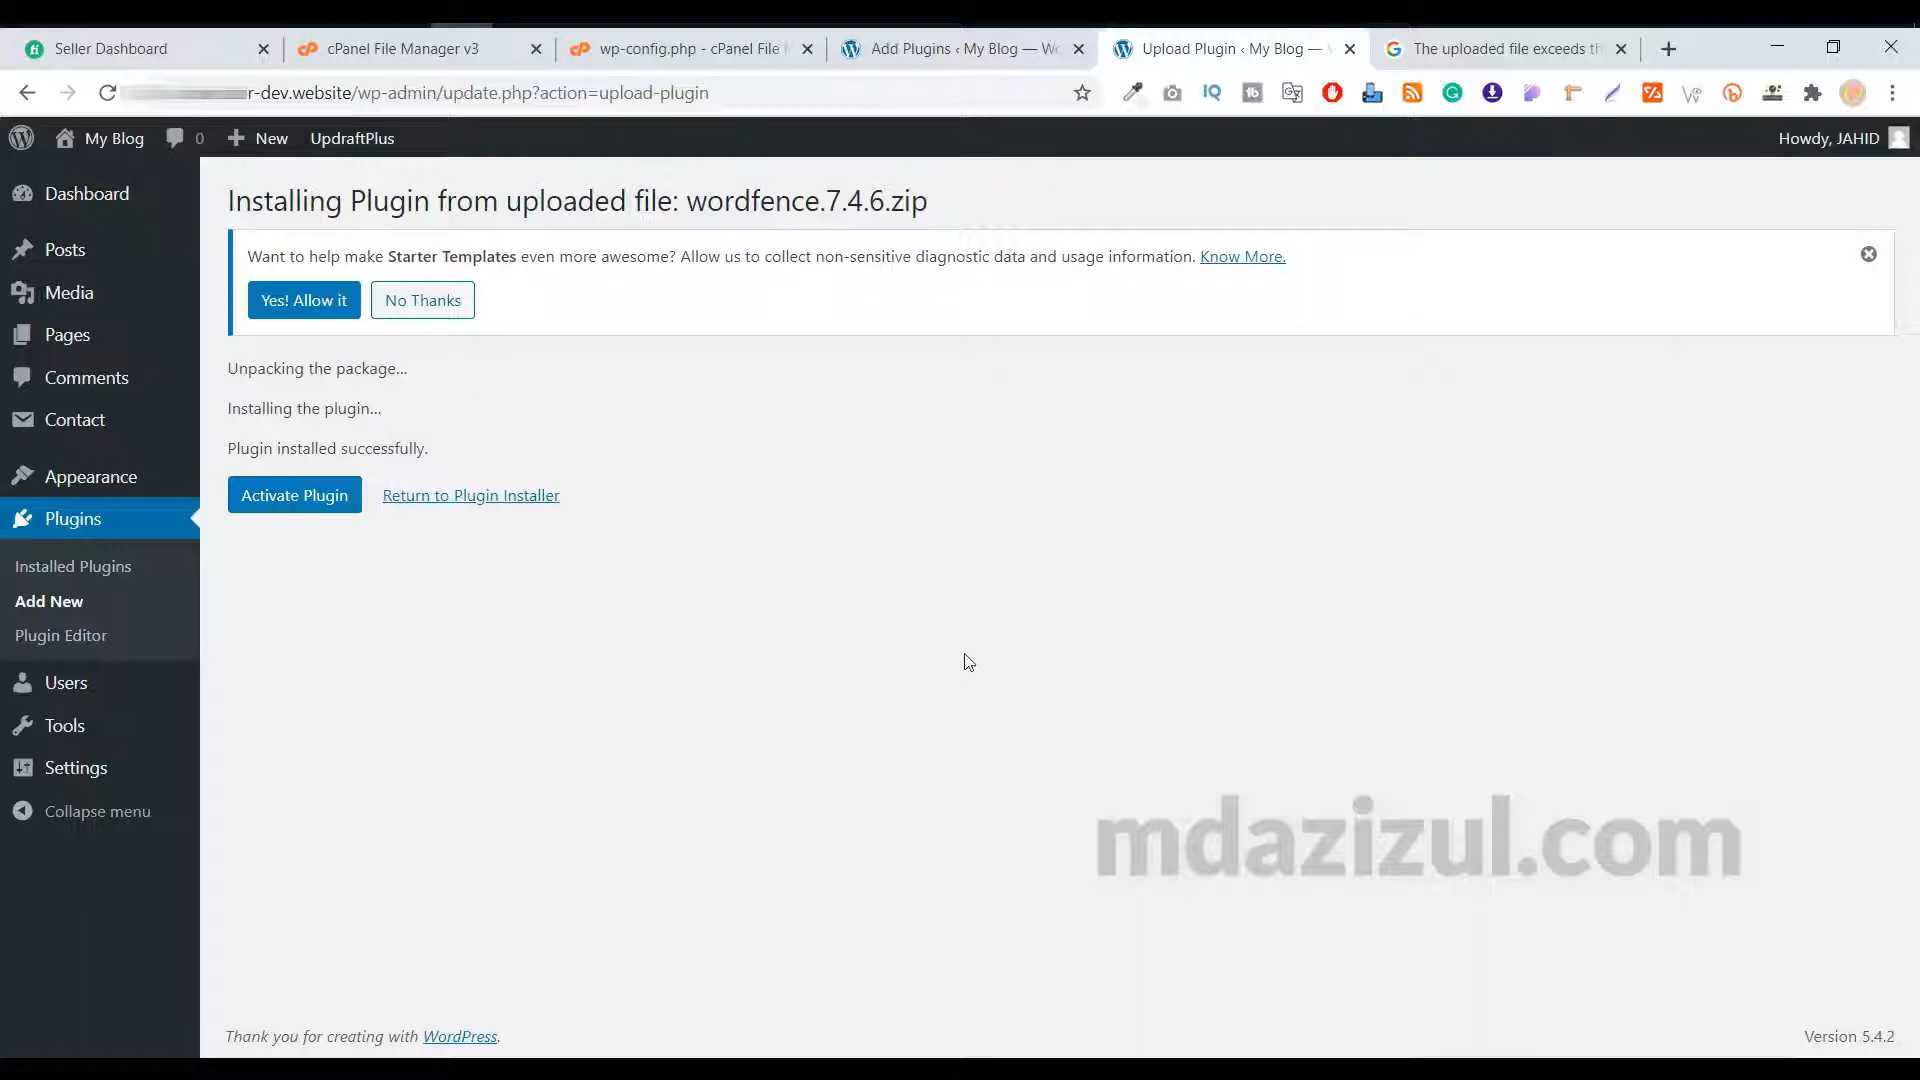 Seller Dashboard
cPanel File Manager v3
wp-config.php - cPanel File
Add Plugins ‹ My Blog — Wo
Upload Plugin ‹ My Blog —
The uploaded file exceeds th
r-dev.website/wp-admin/update.php?action=upload-plugin
My Blog
0
New
UpdraftPlus
Howdy, JAHID
Dashboard
Posts
Media
Pages
Comments
Contact
Appearance
Plugins
Installed Plugins
Add New
Plugin Editor
Users
Tools
Settings
Collapse menu
Installing Plugin from uploaded file: wordfence.7.4.6.zip
Want to help make Starter Templates even more awesome? Allow us to collect non-sensitive diagnostic data and usage information. Know More.
Yes! Allow it
No Thanks
Unpacking the package…
Installing the plugin…
Plugin installed successfully.
Activate Plugin
Return to Plugin Installer
mdazizul.com
Thank you for creating with WordPress.
Version 5.4.2